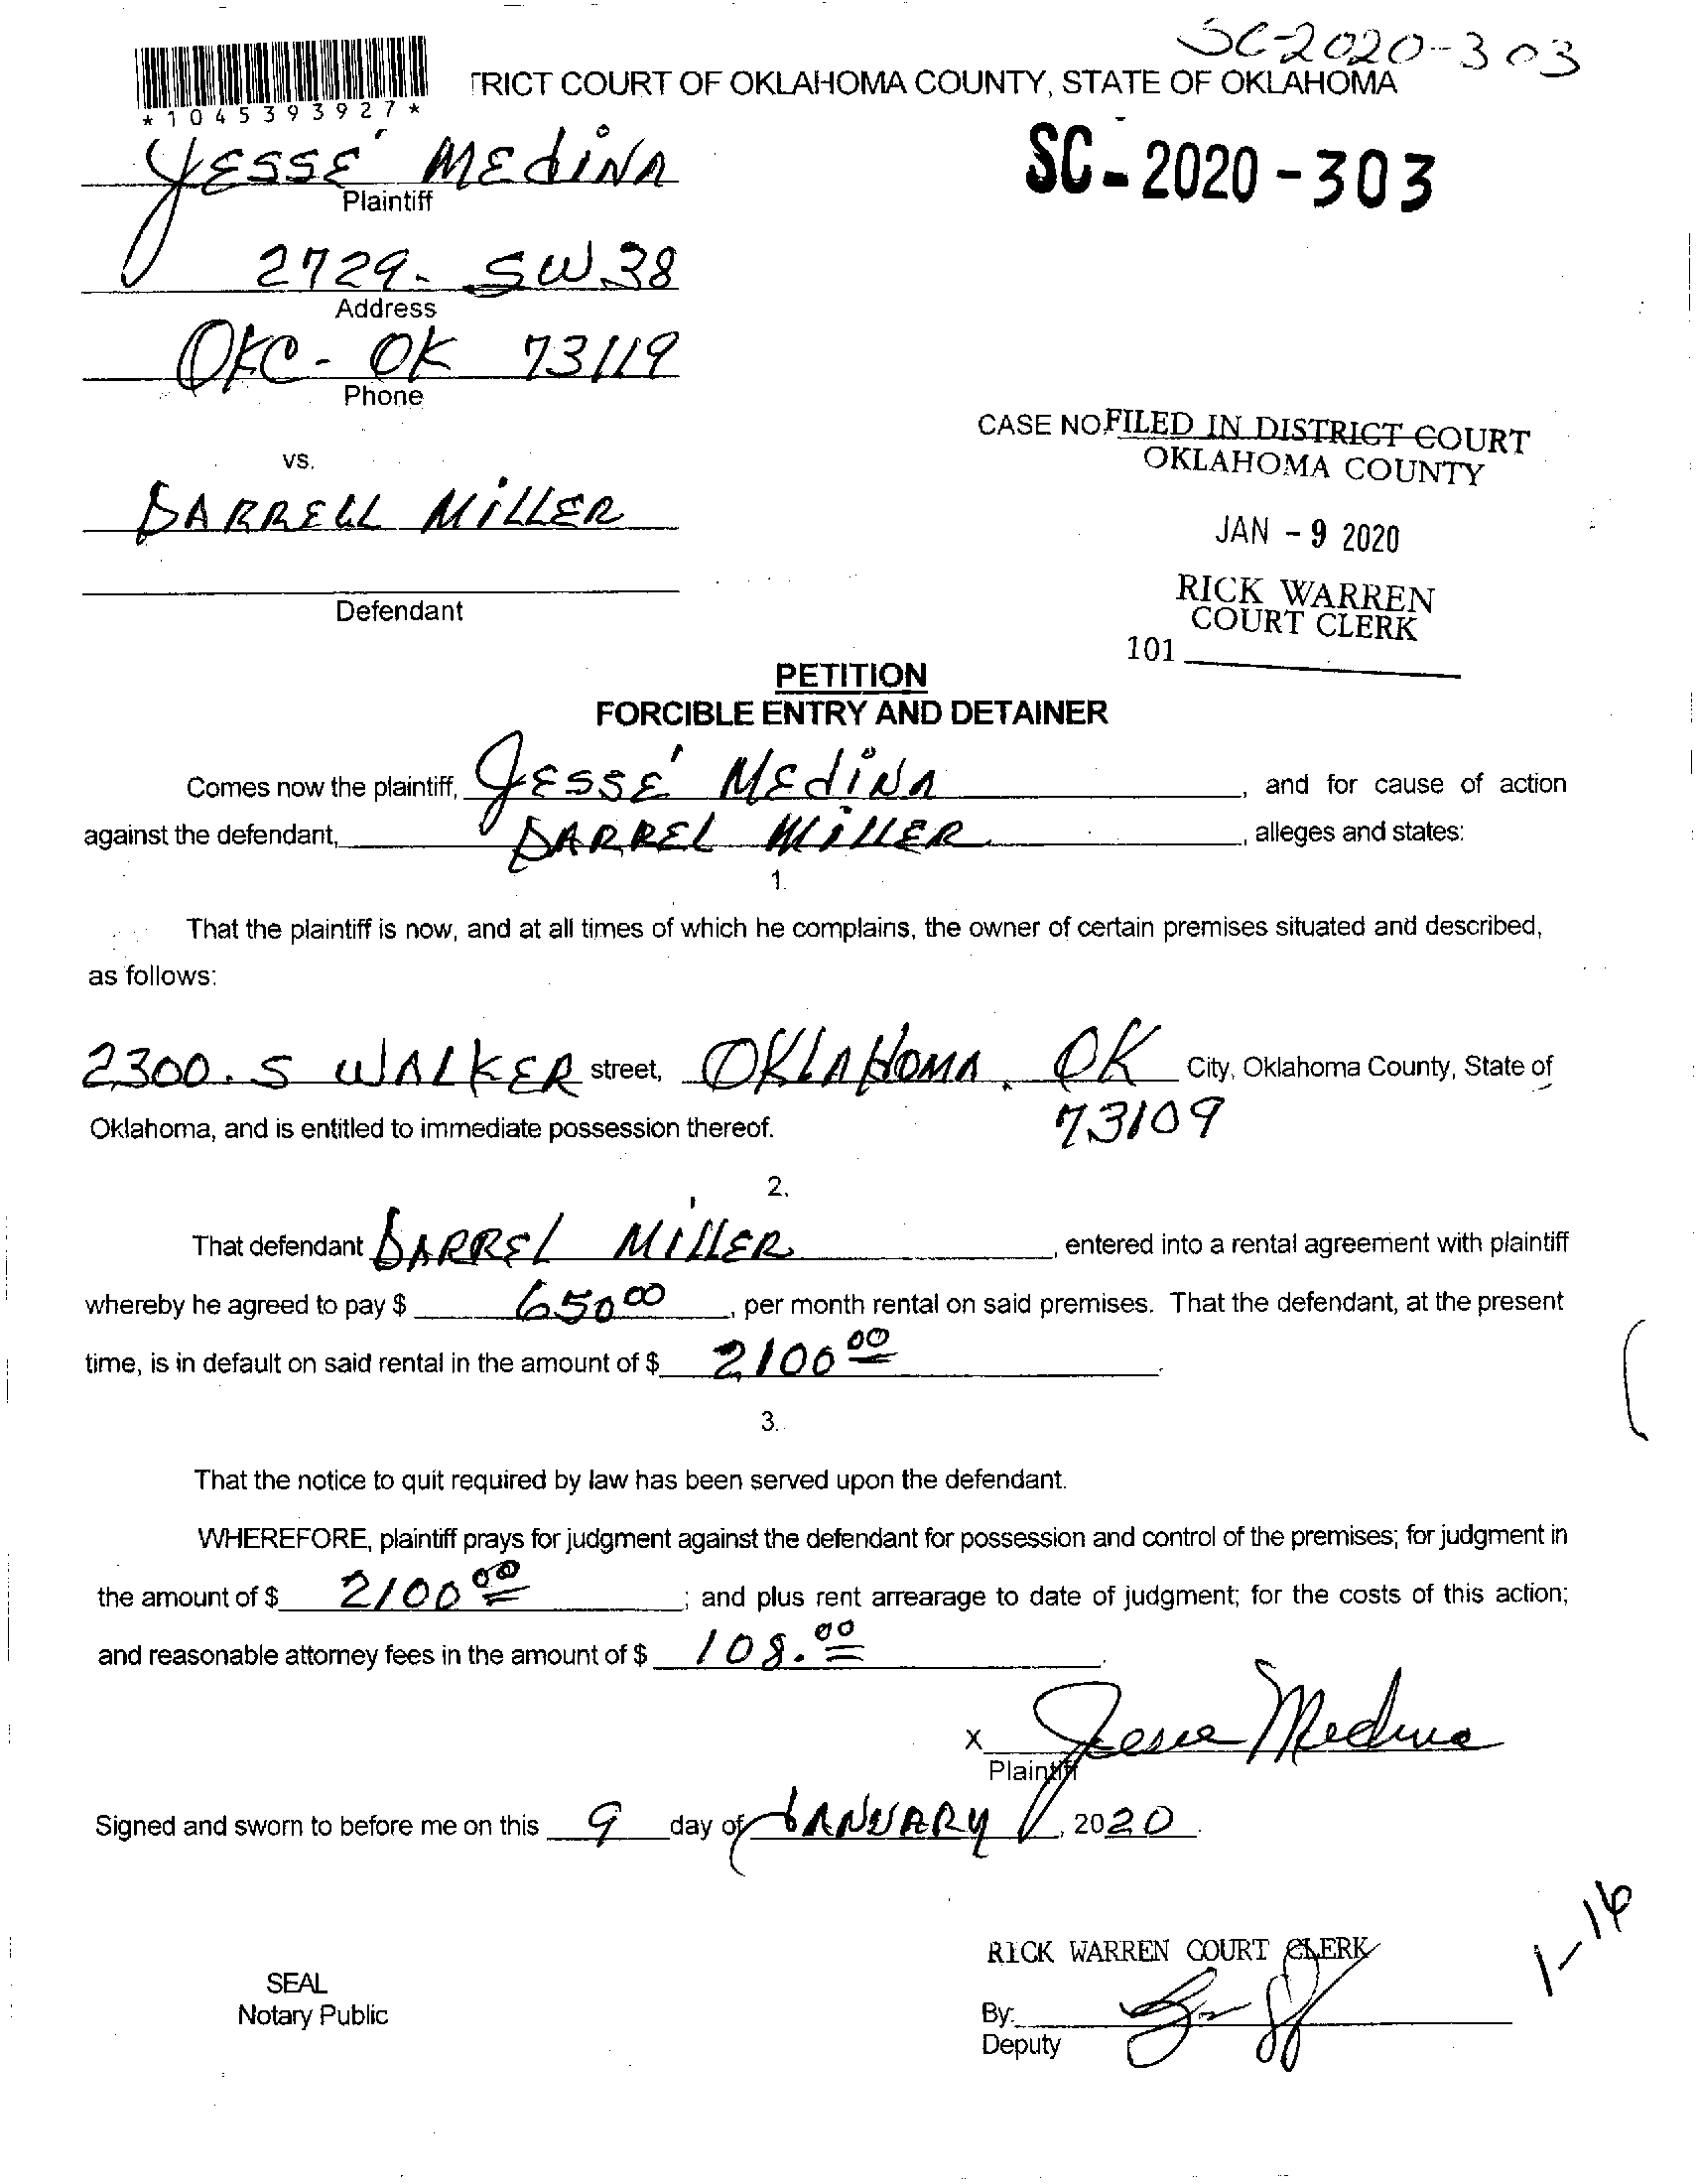 SC-2020-303
TRICT COURT OF OKLAHOMA COUNTY, STATE OF OKLAHOMA
*1045393927*
JESSE' MEdiNA
Plaintiff
SC-2020-303
2729- SW 38
Address
OKC- OK 73119
Phone
CASE NO FILED IN DISTRICT COURT
OKLAHOMA COUNTY
vs.
DARRELL MiLLER
JAN - 9 2020
RICK WARREN
COURT CLERK
Defendant
101
PETITION
FORCIBLE ENTRY AND DETAINER
Comes now the plaintiff, JESSE' MEdiNA, and for cause of action
against the defendant, DARREL MiLLER, alleges and states:
1.
That the plaintiff is now, and at all times of which he complains, the owner of certain premises situated and described,
as follows:
2300. S WALKER street, OKLAHOMA. OK City, Oklahoma County, State of
73109
Oklahoma, and is entitled to immediate possession thereof.
2.
That defendant DARREL MILLER, entered into a rental agreement with plaintiff
whereby he agreed to pay $ 650 00, per month rental on said premises. That the defendant, at the present
time, is in default on said rental in the amount of $ 2100 00.
3.
That the notice to quit required by law has been served upon the defendant.
WHEREFORE, plaintiff prays for judgment against the defendant for possession and control of the premises; for judgment in
the amount of $ 2100 00; and plus rent arrearage to date of judgment; for the costs of this action;
and reasonable attorney fees in the amount of $ 108. 00.
X Jesse Medina
Plaintiff
Signed and sworn to before me on this 9 day of JANUARY, 2020.
1-16
RICK WARREN COURT CLERK
SEAL
Notary Public
By:
Deputy